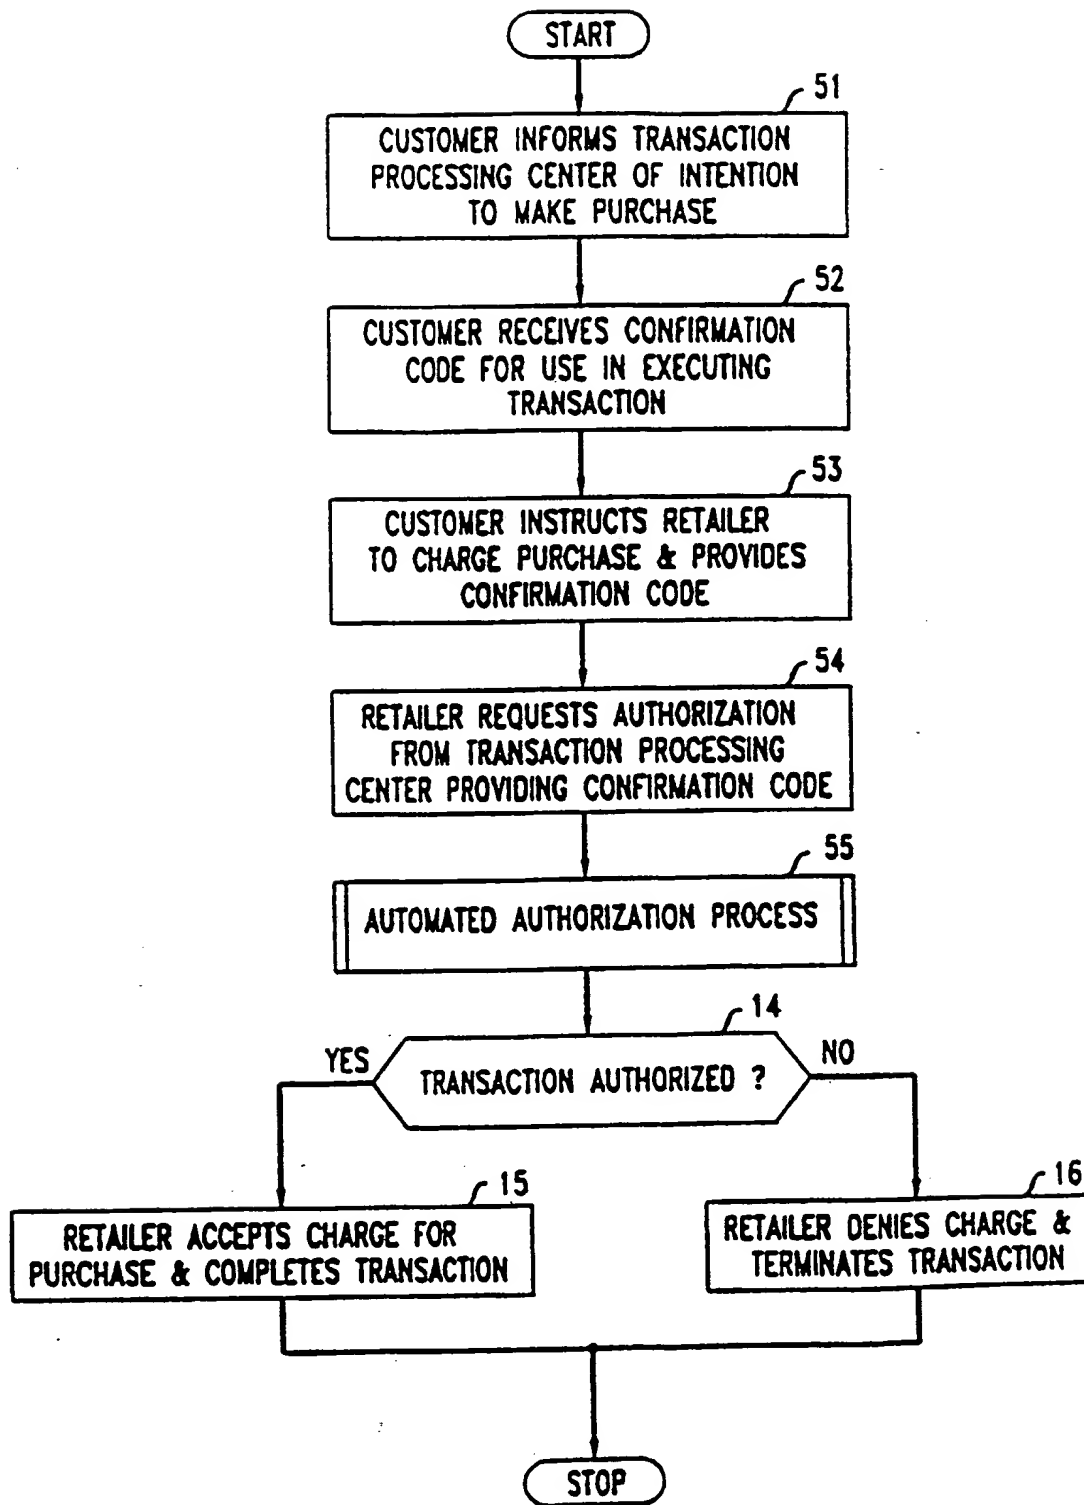 START
51
CUSTOMER INFORMS TRANSACTION
PROCESSING CENTER OF INTENTION
TO MAKE PURCHASE
52
CUSTOMER RECEIVES CONFIRMATION
CODE FOR USE IN EXECUTING
TRANSACTION
53
CUSTOMER INSTRUCTS RETAILER
TO CHARGE PURCHASE & PROVIDES
CONFIRMATION CODE
54
RETAILER REQUESTS AUTHORIZATION
FROM TRANSACTION PROCESSING
CENTER PROVIDING CONFIRMATION CODE
55
AUTOMATED AUTHORIZATION PROCESS
14
YES
TRANSACTION AUTHORIZED ?
NO
15
RETAILER ACCEPTS CHARGE FOR
PURCHASE & COMPLETES TRANSACTION
16
RETAILER DENIES CHARGE &
TERMINATES TRANSACTION
STOP